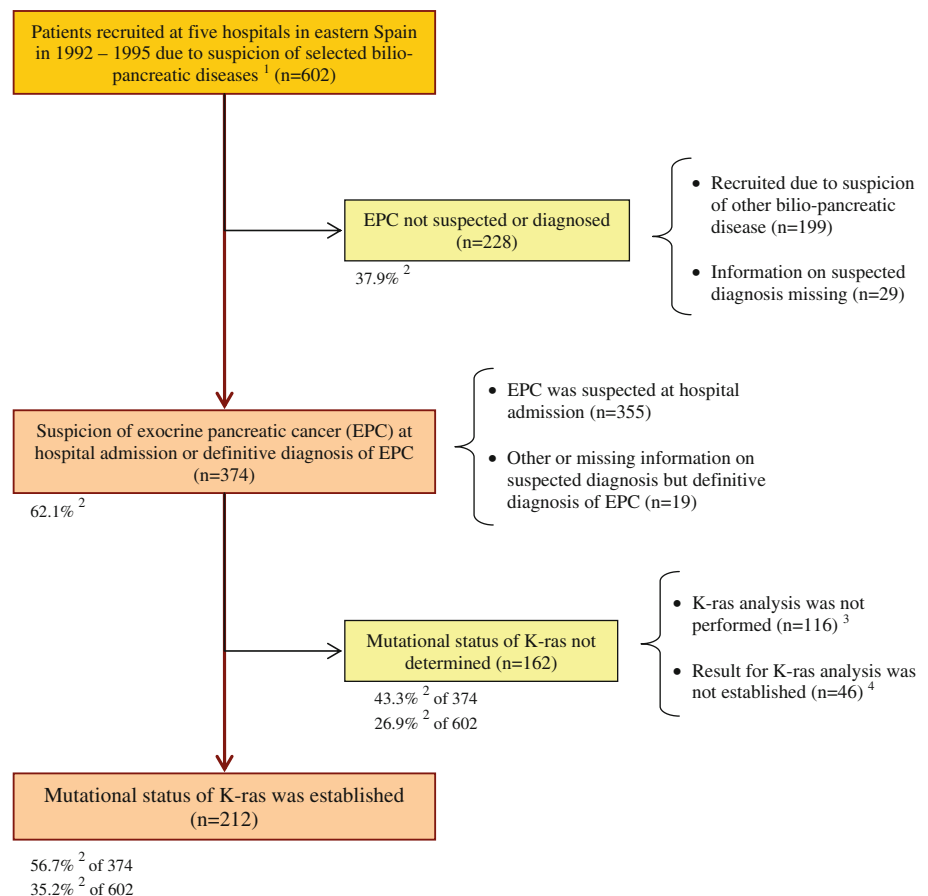 Patients recruited at five hospitals in eastern Spain
in 1992 – 1995 due to suspicion of selected bilio-
pancreatic diseases 1 (n=602)
EPC not suspected or diagnosed
(n=228)
37.9% 2
• Recruited due to suspicion
of other bilio-pancreatic
disease (n=199)
• Information on suspected
diagnosis missing (n=29)
Suspicion of exocrine pancreatic cancer (EPC) at
hospital admission or definitive diagnosis of EPC
(n=374)
62.1% 2
• EPC was suspected at hospital
admission (n=355)
• Other or missing information on
suspected diagnosis but definitive
diagnosis of EPC (n=19)
Mutational status of K-ras not
determined (n=162)
43.3% 2 of 374
26.9% 2 of 602
• K-ras analysis was not
performed (n=116) 3
• Result for K-ras analysis was
not established (n=46) 4
Mutational status of K-ras was established
(n=212)
56.7% 2 of 374
35.2% 2 of 602